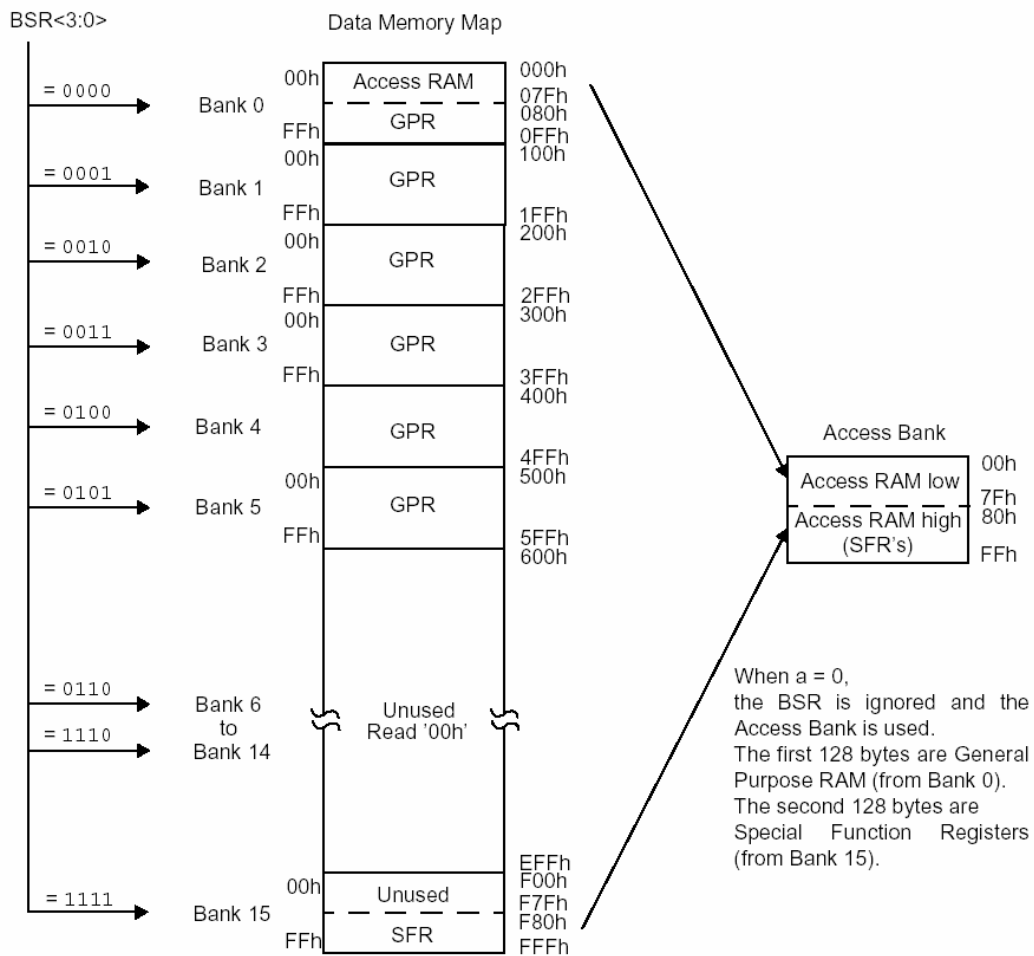 BSR<3:0>
Data Memory Map
= 0000
Bank 0
00h
Access RAM
000h
07Fh
080h
FFh
GPR
0FFh
= 0001
Bank 1
00h
GPR
100h
FFh
1FFh
= 0010
Bank 2
00h
GPR
200h
FFh
2FFh
= 0011
Bank 3
00h
GPR
300h
FFh
3FFh
= 0100
Bank 4
GPR
400h
4FFh
= 0101
Bank 5
00h
GPR
500h
FFh
5FFh
600h
= 0110
= 1110
Bank 6
to
Bank 14
Unused
Read '00h'
EFFh
= 1111
Bank 15
00h
Unused
F00h
F7Fh
F80h
FFh
SFR
FFFh
Access Bank
Access RAM low
00h
7Fh
Access RAM high
(SFR's)
80h
FFh
When a = 0,
the BSR is ignored and the
Access Bank is used.
The first 128 bytes are General
Purpose RAM (from Bank 0).
The second 128 bytes are
Special Function Registers
(from Bank 15).